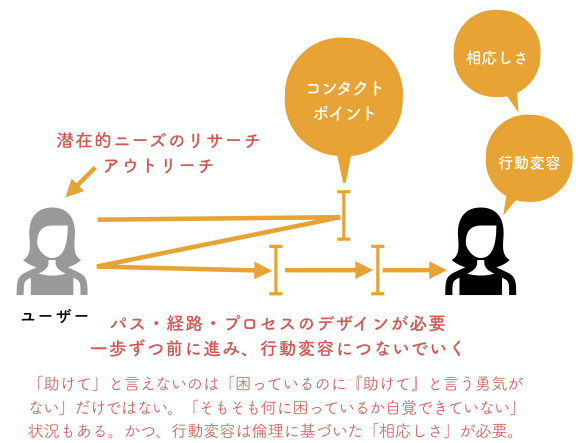 相応しさ
コンタクト
ポイント
潜在的ニーズのリサーチ
アウトリーチ
行動変容
ユーザー
パス・経路・プロセスのデザインが必要
一歩ずつ前に進み、行動変容につないでいく
「助けて」と言えないのは「困っているのに『助けて』と言う勇気が
ない」だけではない。「そもそも何に困っているか自覚できていない」
状況もある。かつ、行動変容は倫理に基づいた「相応しさ」が必要。